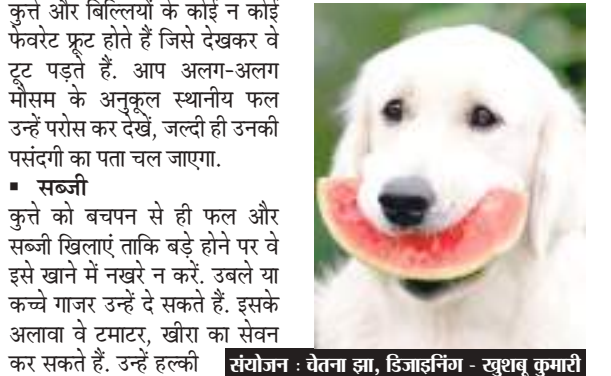 कुत्ते और बिल्लियों के कोई न कोई
फेवरेट फ्रूट होते हैं जिसे देखकर वे
टूट पड़ते हैं. आप अलग-अलग
मौसम के अनुकूल स्थानीय फल
उन्हें परोस कर देखें, जल्दी ही उनकी
पसंदगी का पता चल जाएगा.
▪ सब्जी
कुत्ते को बचपन से ही फल और
सब्जी खिलाएं ताकि बड़े होने पर वे
इसे खाने में नखरे न करें. उबले या
कच्चे गाजर उन्हें दे सकते हैं. इसके
अलावा वे टमाटर, खीरा का सेवन
कर सकते हैं. उन्हें हल्की
संयोजन : चेतना झा, डिजाइनिंग - खुशबू कुमारी